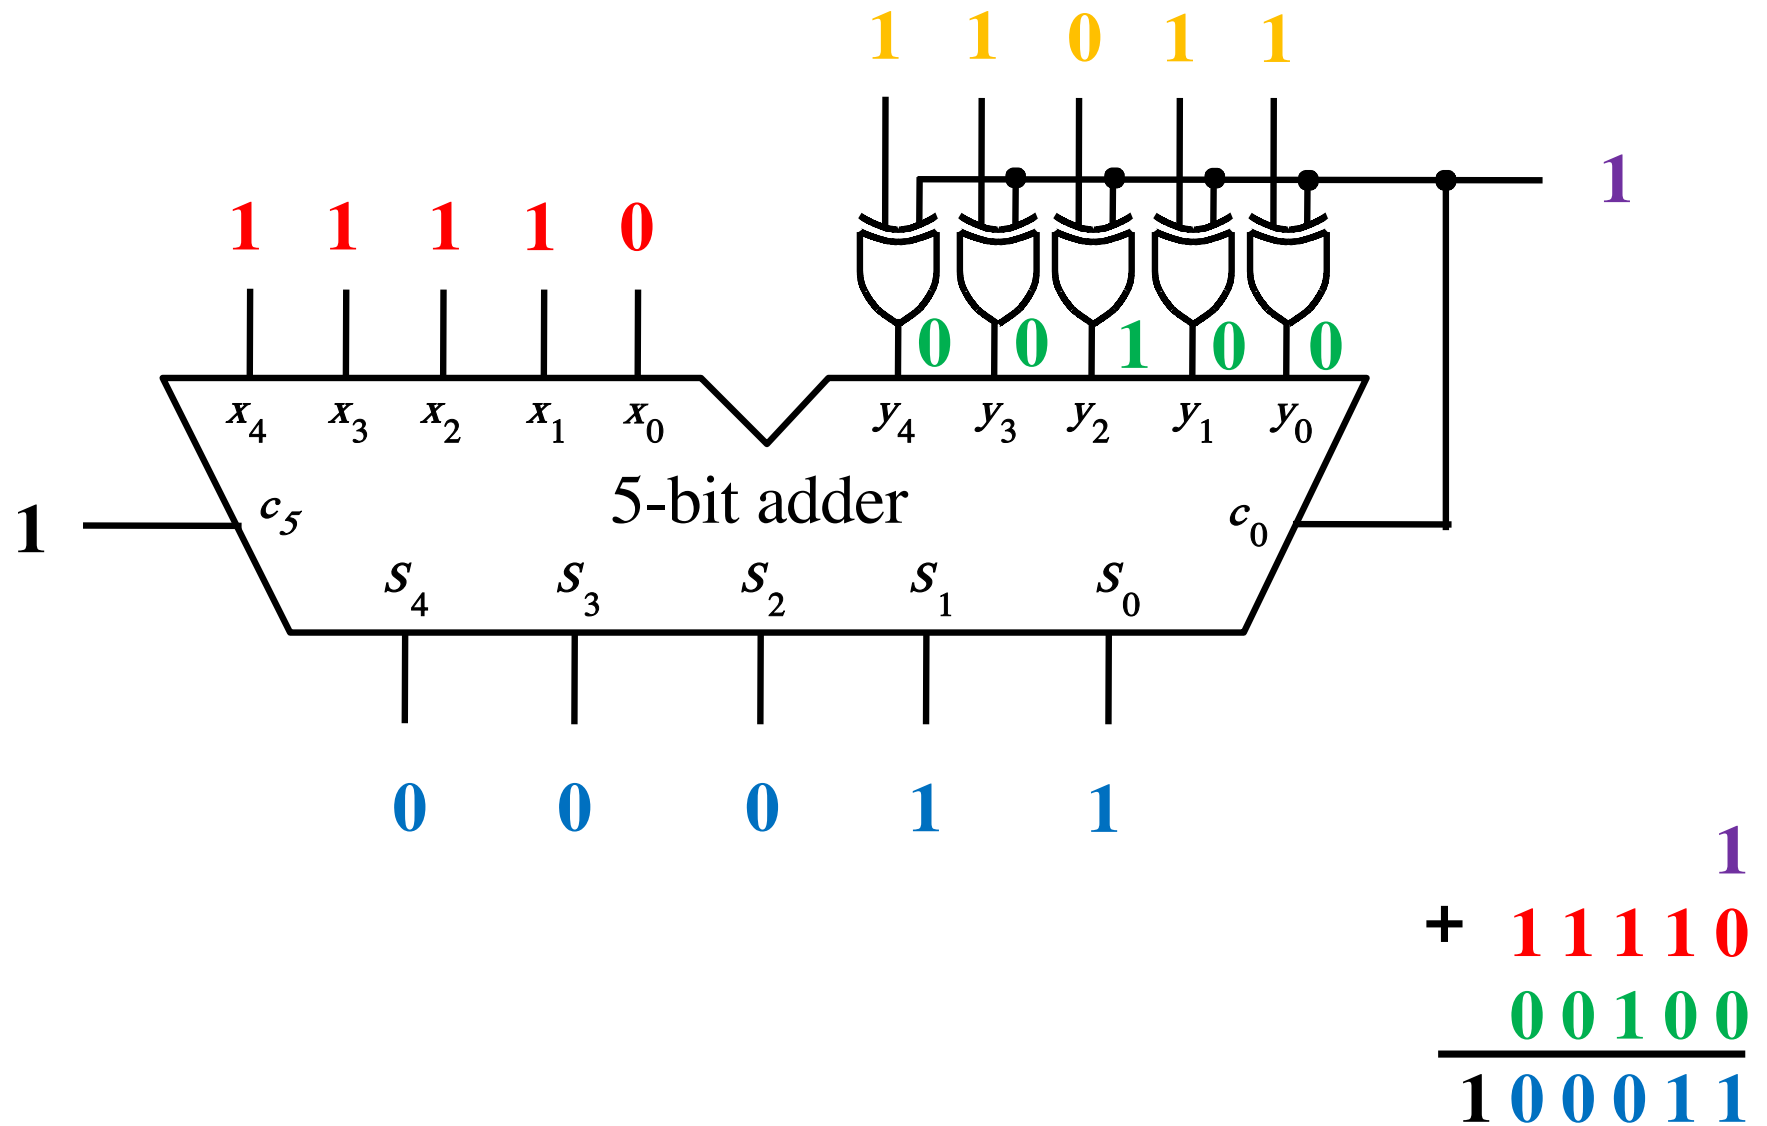 1 1 0 1 1
1
1 1 1 1 0
0 0 1 0 0
x4 x3 x2 x1 x0 y4 y3 y2 y1 y0
5-bit adder
1 c5 c0
S4 S3 S2 S1 S0
0 0 0 1 1
1
+ 1 1 1 1 0
0 0 1 0 0
1 0 0 0 1 1